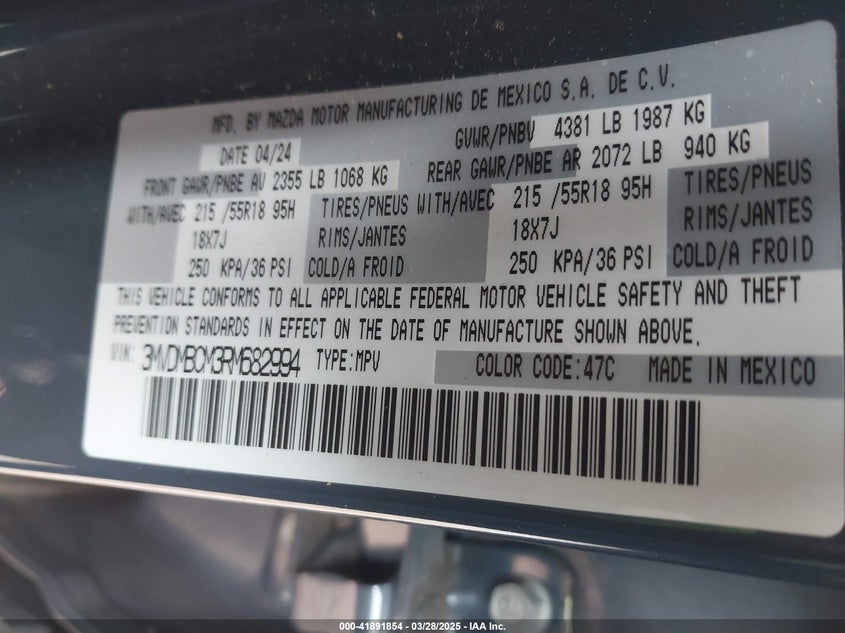 MFD. BY MAZDA MOTOR MANUFACTURING DE MEXICO S.A. DE C.V.
DATE 04/24 GVWR/PNBV 4381 LB 1987 KG
FRONT GAWR/PNBE AV 2355 LB 1068 KG REAR GAWR/PNBE AR 2072 LB 940 KG
WITH/AVEC 215 /55R18 95H TIRES/PNEUS WITH/AVEC 215 /55R18 95H TIRES/PNEUS
18X7J RIMS/JANTES 18X7J RIMS/JANTES
250 KPA/36 PSI COLD/A FROID 250 KPA/36 PSI COLD/A FROID
THIS VEHICLE CONFORMS TO ALL APPLICABLE FEDERAL MOTOR VEHICLE SAFETY AND THEFT
PREVENTION STANDARDS IN EFFECT ON THE DATE OF MANUFACTURE SHOWN ABOVE.
VIN: 3MVDMBCM3RM682994 TYPE:MPV COLOR CODE:47C MADE IN MEXICO
000-41891854 - 03/28/2025 - IAA Inc.